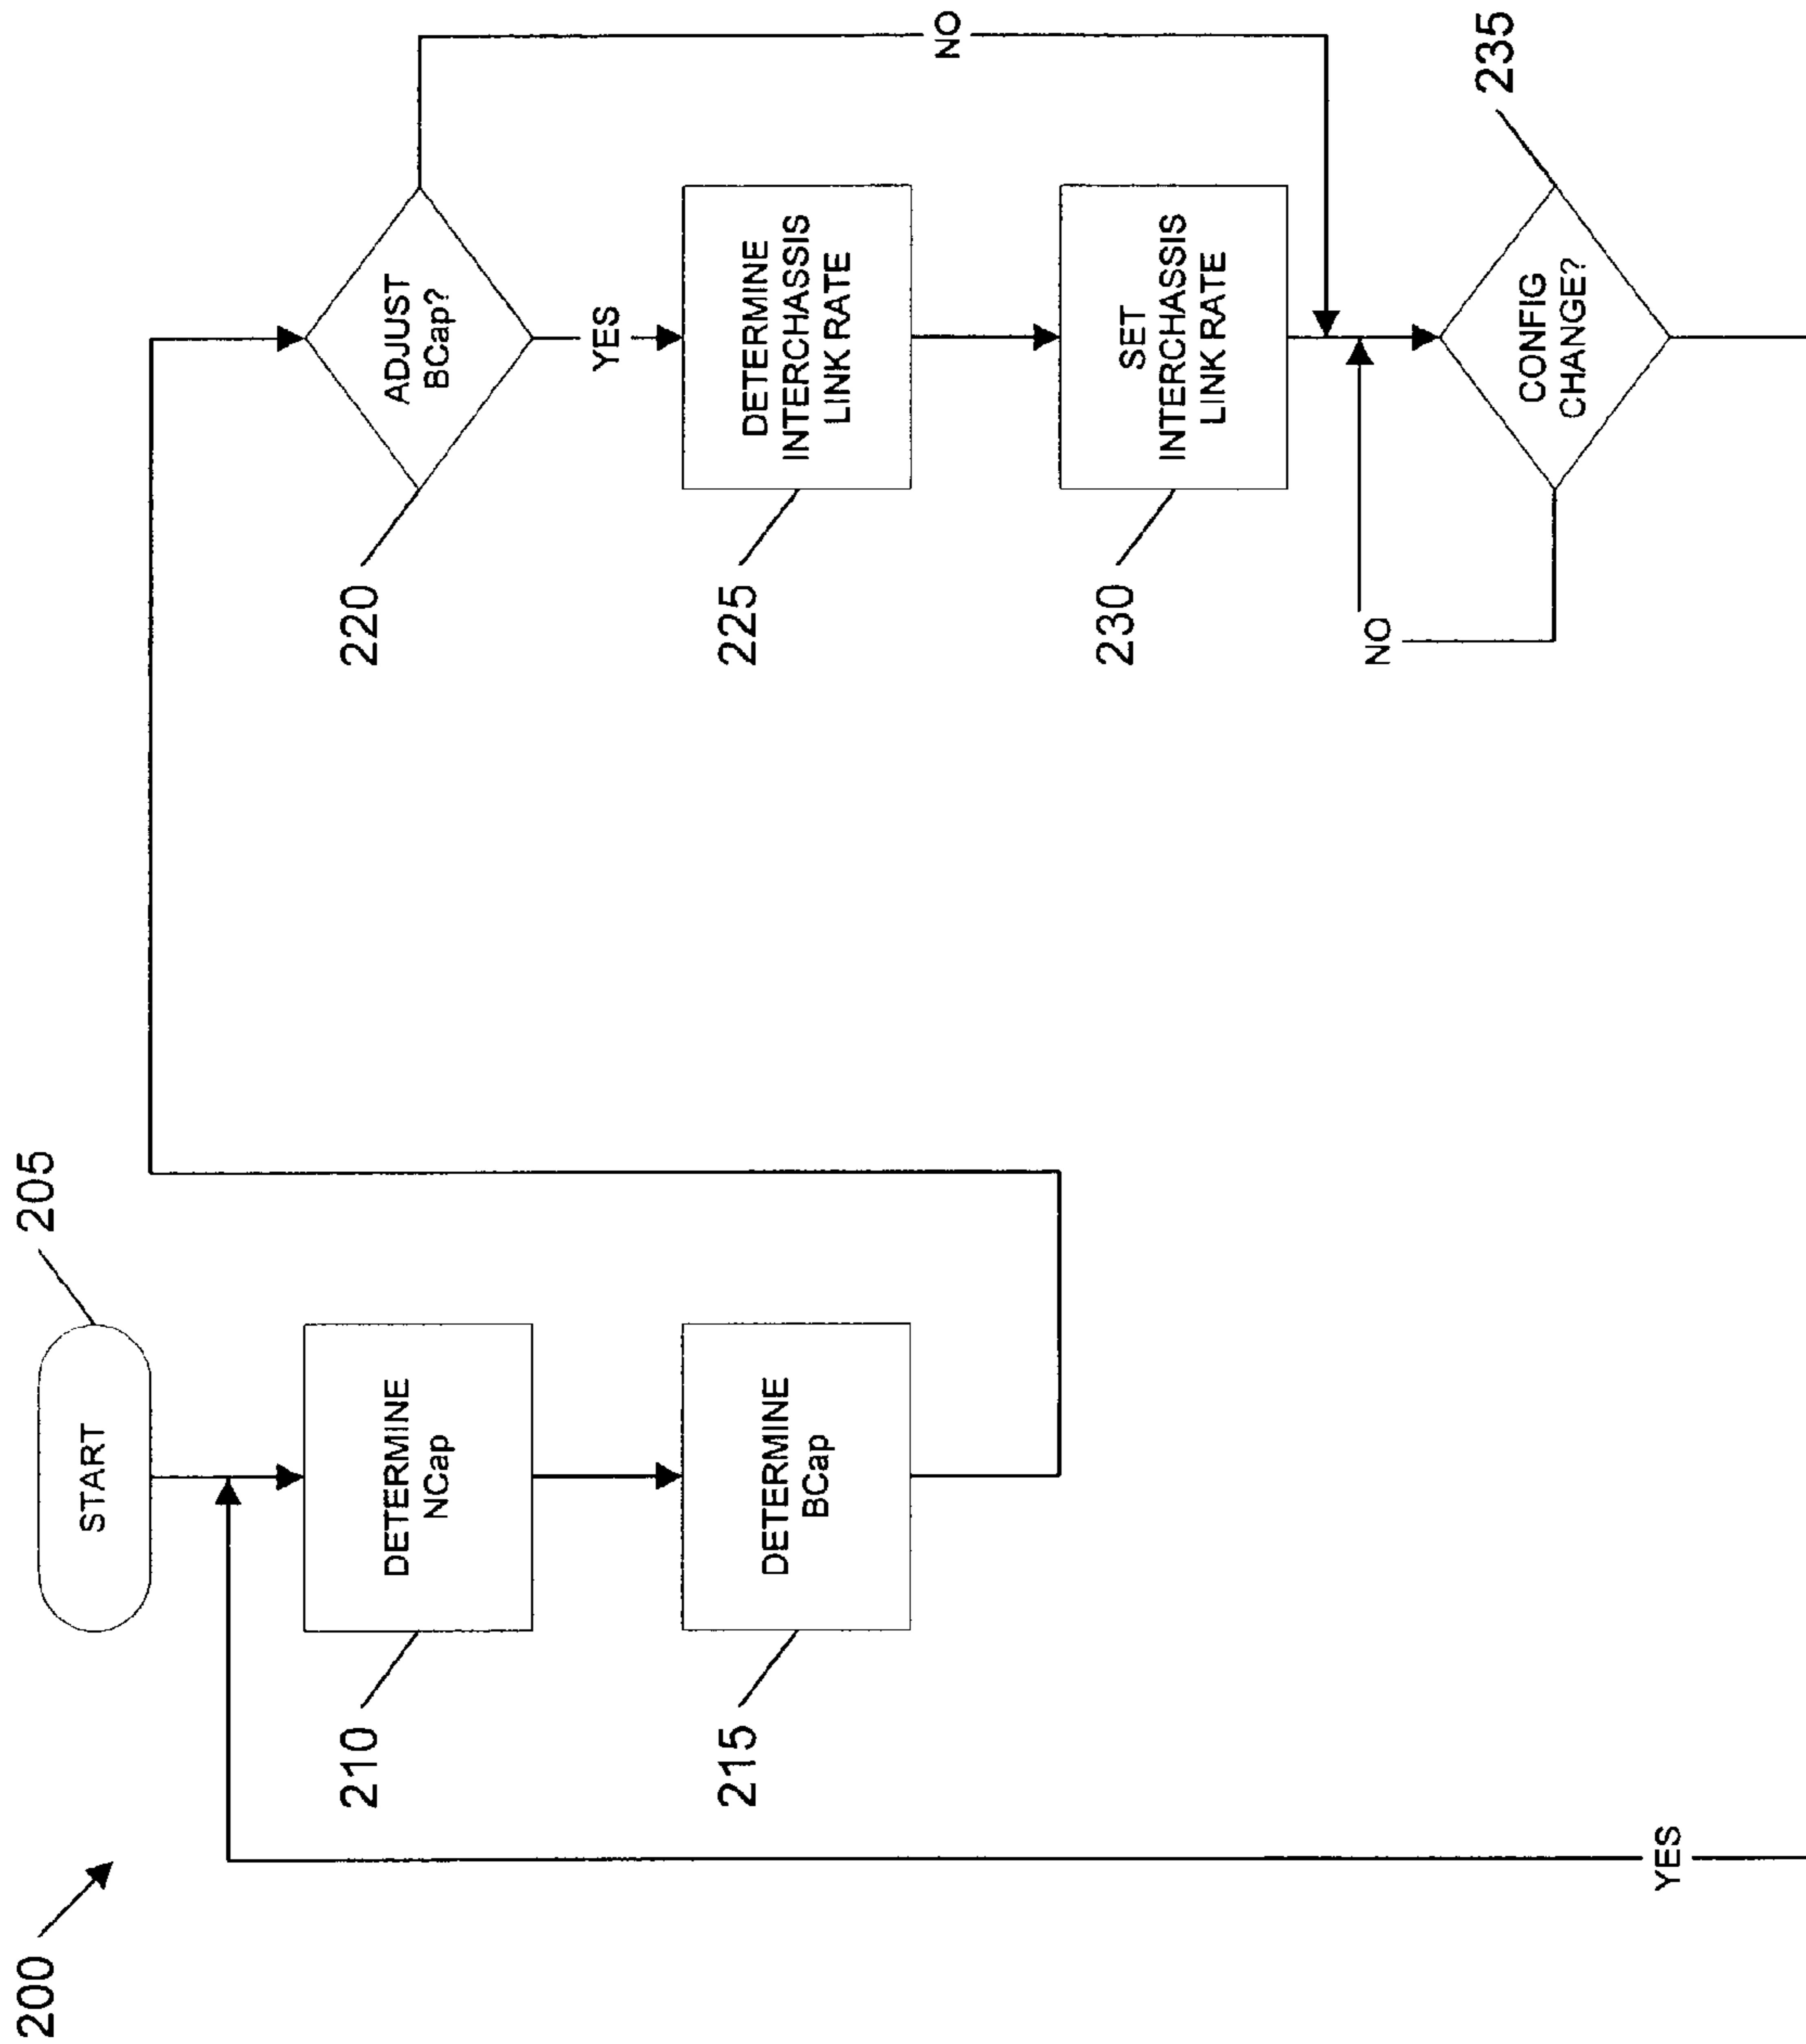 200
START
205
DETERMINE
NCap
210
DETERMINE
BCap
215
ADJUST
BCap?
220
YES
NO
DETERMINE
INTERCHASSIS
LINK RATE
225
SET
INTERCHASSIS
LINK RATE
230
NO
CONFIG
CHANGE?
235
YES